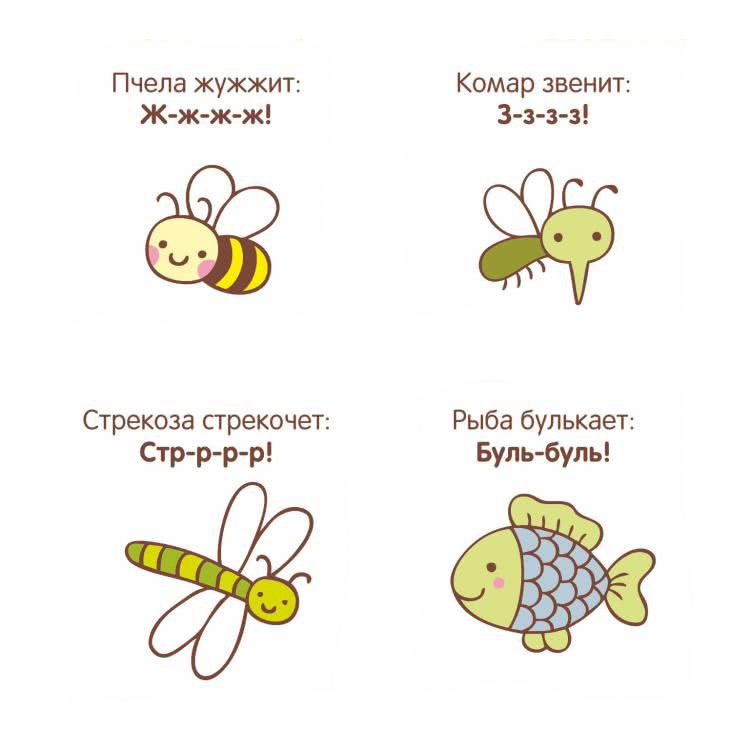 Пчела жужжит:
Ж-ж-ж-ж!
Комар звенит:
З-з-з-з!
Стрекоза стрекочет:
Стр-р-р-р!
Рыба булькает:
Буль-буль!